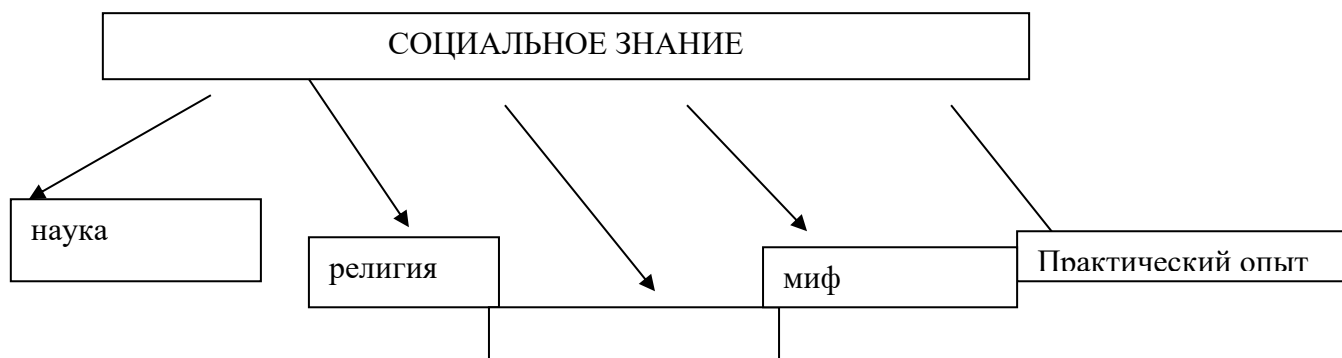 СОЦИАЛЬНОЕ ЗНАНИЕ
наука
религия
миф
Практический опыт